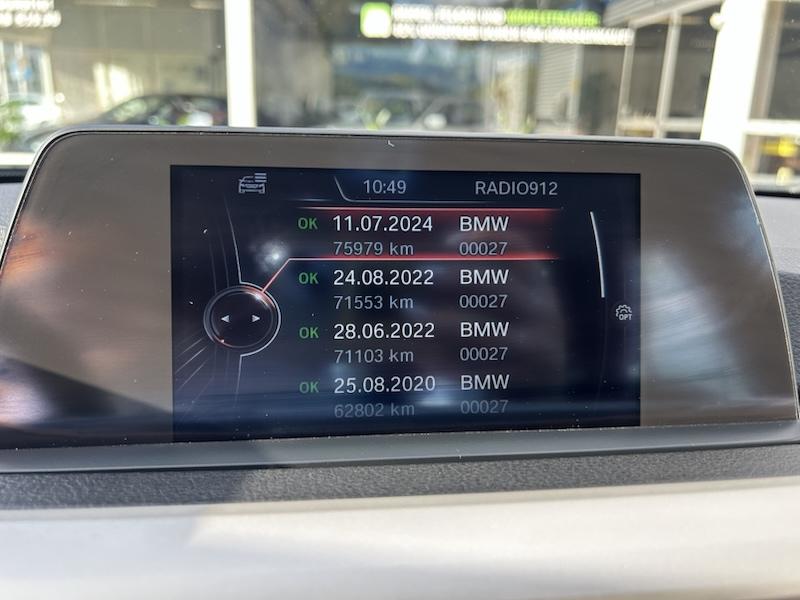 10:49 RADIO912
OK 11.07.2024 BMW
75979 km 00027
OK 24.08.2022 BMW
71553 km 00027
OK 28.06.2022 BMW
71103 km 00027
OPT
OK 25.08.2020 BMW
62802 km 00027